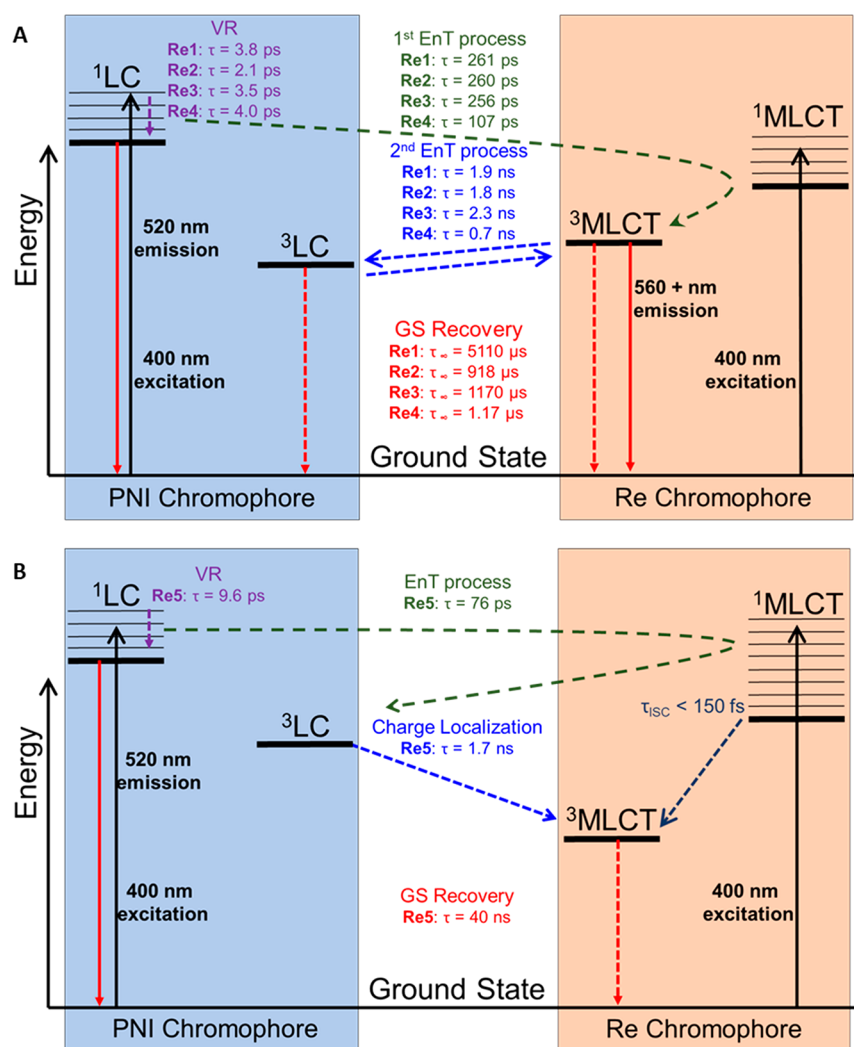 A
VR
Re1: τ = 3.8 ps
Re2: τ = 2.1 ps
Re3: τ = 3.5 ps
Re4: τ = 4.0 ps
1st EnT process
Re1: τ = 261 ps
Re2: τ = 260 ps
Re3: τ = 256 ps
Re4: τ = 107 ps
¹LC
¹MLCT
2nd EnT process
Re1: τ = 1.9 ns
Re2: τ = 1.8 ns
Re3: τ = 2.3 ns
Re4: τ = 0.7 ns
Energy
520 nm
emission
³LC
³MLCT
560 + nm
emission
400 nm
excitation
GS Recovery
Re1: τ∞ = 5110 µs
Re2: τ∞ = 918 µs
Re3: τ∞ = 1170 µs
Re4: τ∞ = 1.17 µs
400 nm
excitation
Ground State
PNI Chromophore
Re Chromophore
B
VR
Re5: τ = 9.6 ps
EnT process
Re5: τ = 76 ps
¹LC
¹MLCT
Energy
520 nm
emission
³LC
Charge Localization
Re5: τ = 1.7 ns
τISC < 150 fs
³MLCT
400 nm
excitation
GS Recovery
Re5: τ = 40 ns
400 nm
excitation
Ground State
PNI Chromophore
Re Chromophore